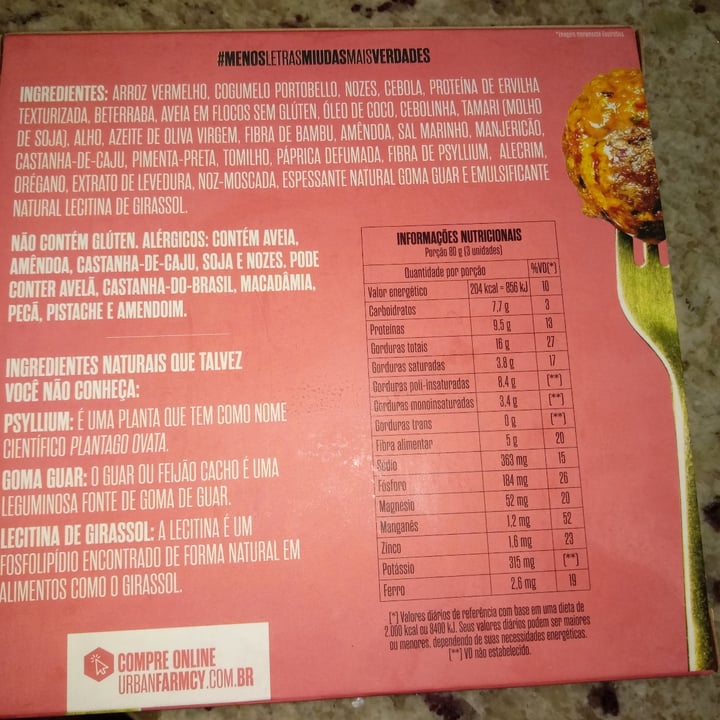 *Imagem meramente ilustrativa.
#MENOSLETRASMIUDASMAISVERDADES
INGREDIENTES: ARROZ VERMELHO, COGUMELO PORTOBELLO, NOZES, CEBOLA, PROTEÍNA DE ERVILHA
TEXTURIZADA, BETERRABA, AVEIA EM FLOCOS SEM GLÚTEN, ÓLEO DE COCO, CEBOLINHA, TAMARI (MOLHO
DE SOJA), ALHO, AZEITE DE OLIVA VIRGEM, FIBRA DE BAMBU, AMÊNDOA, SAL MARINHO, MANJERICÃO,
CASTANHA-DE-CAJU, PIMENTA-PRETA, TOMILHO, PÁPRICA DEFUMADA, FIBRA DE PSYLLIUM, ALECRIM,
ORÉGANO, EXTRATO DE LEVEDURA, NOZ-MOSCADA, ESPESSANTE NATURAL GOMA GUAR E EMULSIFICANTE
NATURAL LECITINA DE GIRASSOL.
NÃO CONTÉM GLÚTEN. ALÉRGICOS: CONTÉM AVEIA,
AMÊNDOA, CASTANHA-DE-CAJU, SOJA E NOZES. PODE
CONTER AVELÃ, CASTANHA-DO-BRASIL, MACADÂMIA,
PECÃ, PISTACHE E AMENDOIM.
INGREDIENTES NATURAIS QUE TALVEZ
VOCÊ NÃO CONHEÇA:
PSYLLIUM: É UMA PLANTA QUE TEM COMO NOME
CIENTÍFICO PLANTAGO OVATA.
GOMA GUAR: O GUAR OU FEIJÃO CACHO É UMA
LEGUMINOSA FONTE DE GOMA DE GUAR.
LECITINA DE GIRASSOL: A LECITINA É UM
FOSFOLIPÍDIO ENCONTRADO DE FORMA NATURAL EM
ALIMENTOS COMO O GIRASSOL.
COMPRE ONLINE
URBANFARMCY.COM.BR
INFORMAÇÕES NUTRICIONAIS
Porção 80 g (3 unidades)
Quantidade por porção %VD(*)
Valor energético 204 kcal = 856 kJ 10
Carboidratos 7,7 g 3
Proteínas 9,5 g 13
Gorduras totais 16 g 27
Gorduras saturadas 3,8 g 17
Gorduras poli-insaturadas 8,4 g (**)
Gorduras monoinsaturadas 3,4 g (**)
Gorduras trans 0 g (**)
Fibra alimentar 5 g 20
Sódio 363 mg 15
Fósforo 184 mg 26
Magnésio 52 mg 20
Manganês 1,2 mg 52
Zinco 1,6 mg 23
Potássio 315 mg (**)
Ferro 2,6 mg 19
(*) Valores diários de referência com base em uma dieta de
2.000 kcal ou 8400 kJ. Seus valores diários podem ser maiores
ou menores, dependendo de suas necessidades energéticas.
(**) VD não estabelecido.